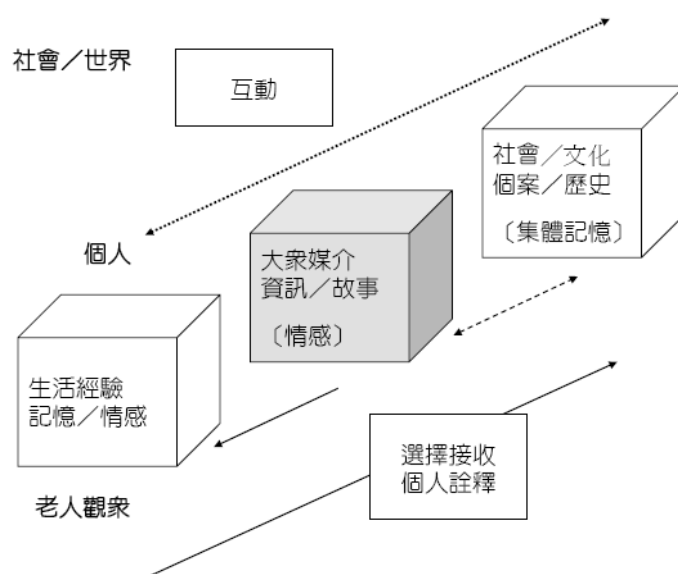 社會／世界
互動
社會／文化
個案／歷史
〔集體記憶〕
個人
大衆媒介
資訊／故事
〔情感〕
生活經驗
記憶／情感
選擇接收
個人詮釋
老人觀衆